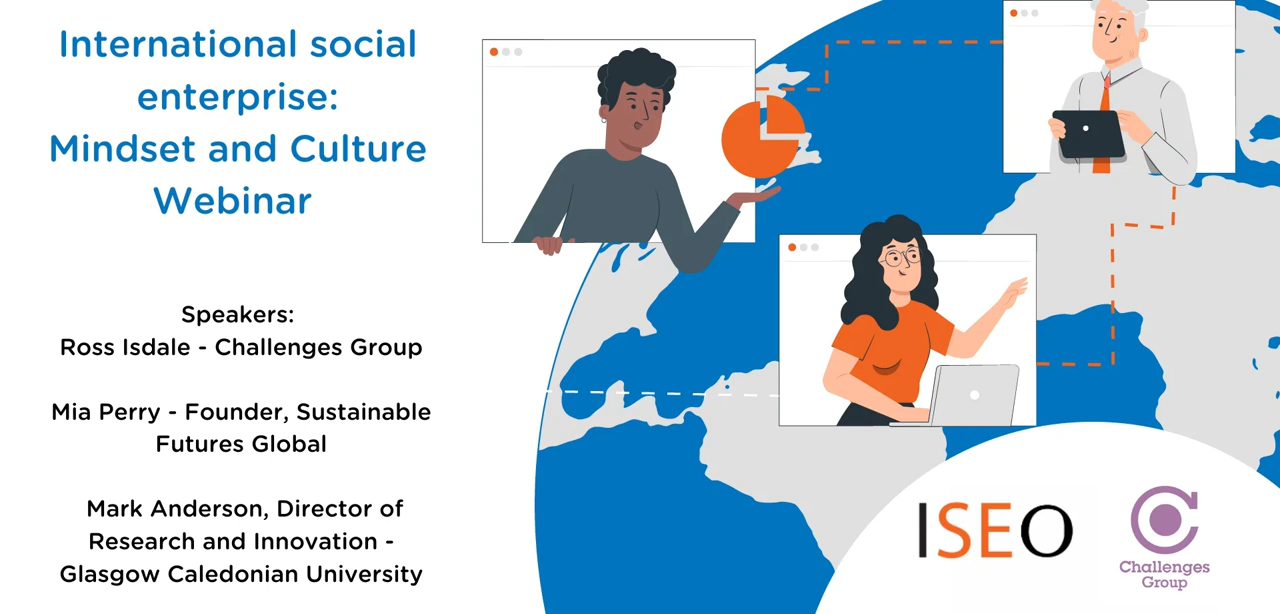 International social
enterprise:
Mindset and Culture
Webinar
Speakers:
Ross Isdale - Challenges Group
Mia Perry - Founder, Sustainable
Futures Global
Mark Anderson, Director of
Research and Innovation -
Glasgow Caledonian University
ISEO
Challenges
Group